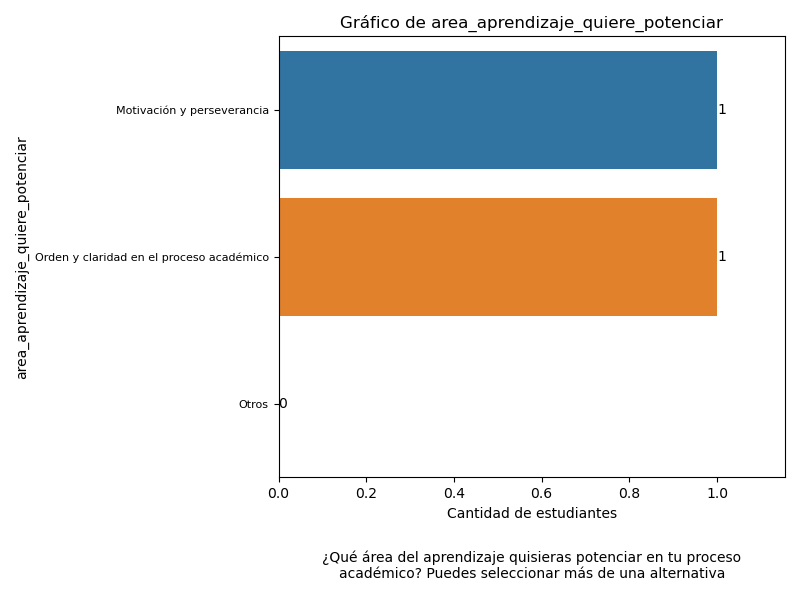 Gráfico de area_aprendizaje_quiere_potenciar
area_aprendizaje_quiere_potenciar
Motivación y perseverancia
1
Orden y claridad en el proceso académico
1
Otros
0
0.0 0.2 0.4 0.6 0.8 1.0
Cantidad de estudiantes
¿Qué área del aprendizaje quisieras potenciar en tu proceso
académico? Puedes seleccionar más de una alternativa